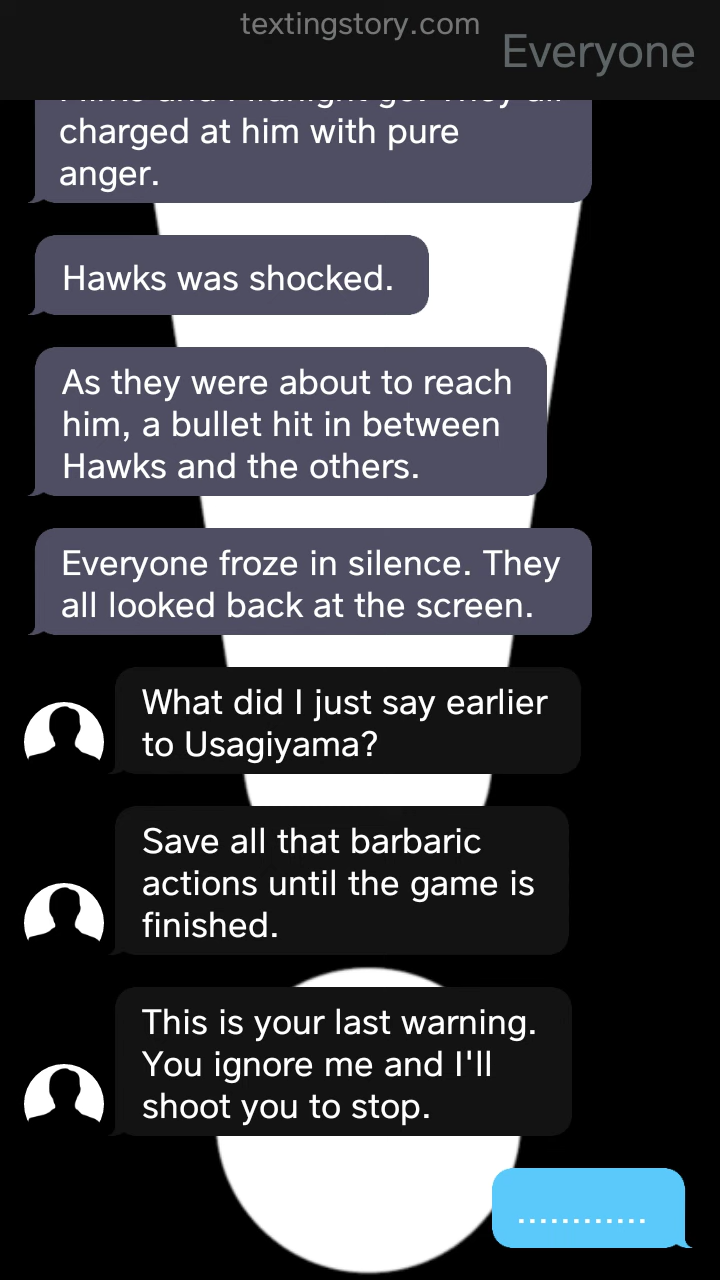 textingstory.com
Everyone
charged at him with pure
anger.
Hawks was shocked.
As they were about to reach
him, a bullet hit in between
Hawks and the others.
Everyone froze in silence. They
all looked back at the screen.
What did I just say earlier
to Usagiyama?
Save all that barbaric
actions until the game is
finished.
This is your last warning.
You ignore me and I'll
shoot you to stop.
............